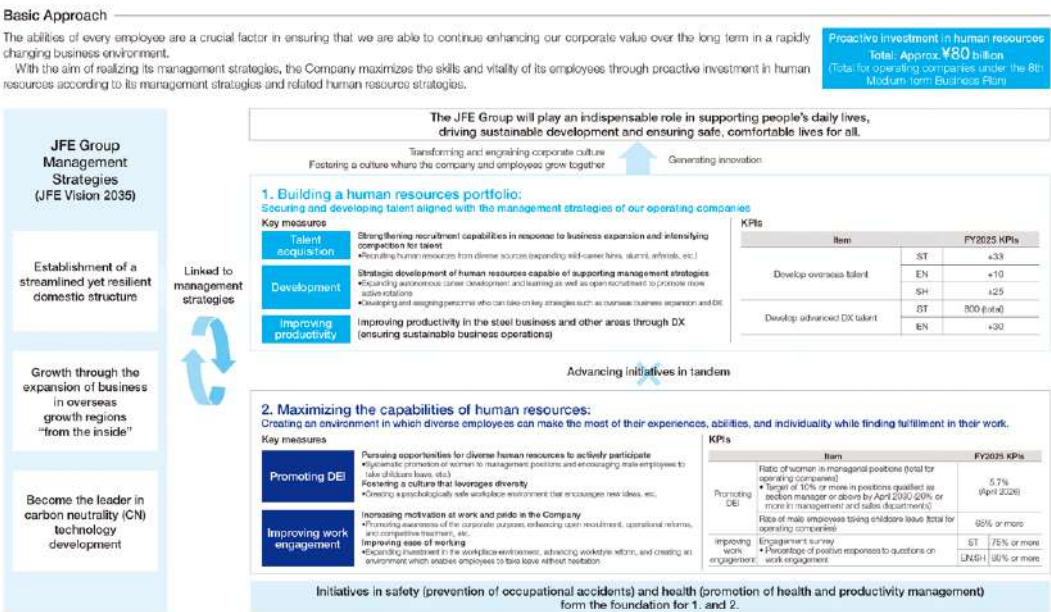 Basic Approach
The abilities of every employee are a crucial factor in ensuring that we are able to continue enhancing our corporate value over the long term in a rapidly
changing business environment.
With the aim of realizing its management strategies, the Company maximizes the skills and vitality of its employees through proactive investment in human
resources according to its management strategies and related human resource strategies.
Proactive investment in human resources
Total: Approx. ¥80 billion
(Total for operating companies under the 8th
Medium-term Business Plan)
JFE Group
Management
Strategies
(JFE Vision 2035)
Establishment of a
streamlined yet resilient
domestic structure
Growth through the
expansion of business
in overseas
growth regions
"from the inside"
Become the leader in
carbon neutrality (CN)
technology
development
Linked to
management
strategies
The JFE Group will play an indispensable role in supporting people's daily lives,
driving sustainable development and ensuring safe, comfortable lives for all.
Transforming and engraining corporate culture
Fostering a culture where the company and employees grow together
Generating innovation
1. Building a human resources portfolio:
Securing and developing talent aligned with the management strategies of our operating companies
Key measures
Talent
acquisition
Strengthening recruitment capabilities in response to business expansion and intensifying
competition for talent
•Recruiting human resources from diverse sources (expanding mid-career hires, alumni, referrals, etc.)
Development
Strategic development of human resources capable of supporting management strategies
•Expanding autonomous career development and learning as well as open recruitment to promote more
active rotations
•Developing and assigning personnel who can take on key strategies such as overseas business expansion and DX
Improving
productivity
Improving productivity in the steel business and other areas through DX
(ensuring sustainable business operations)
KPIs
Item FY2025 KPIs
Develop overseas talent
ST +33
EN +10
SH +25
Develop advanced DX talent
ST 800 (total)
EN +30
Advancing initiatives in tandem
2. Maximizing the capabilities of human resources:
Creating an environment in which diverse employees can make the most of their experiences, abilities, and individuality while finding fulfillment in their work.
Key measures
Promoting DEI
Pursuing opportunities for diverse human resources to actively participate
•Systematic promotion of women to management positions and encouraging male employees to
take childcare leave, etc.)
Fostering a culture that leverages diversity
•Creating a psychologically safe workplace environment that encourages new ideas, etc.
Improving work
engagement
Increasing motivation at work and pride in the Company
•Promoting awareness of the corporate purpose, enhancing open recruitment, operational reforms,
and competitive treatment, etc.
Improving ease of working
•Expanding investment in the workplace environment, advancing workstyle reform, and creating an
environment which enables employees to take leave without hesitation
KPIs
Item FY2025 KPIs
Promoting
DEI
Ratio of women in managerial positions (total for
operating companies)
• Target of 10% or more in positions qualified as
section manager or above by April 2030 (20% or
more in management and sales departments)
5.7%
(April 2026)
Rate of male employees taking childcare leave (total for
operating companies)
65% or more
Improving
work
engagement
Engagement survey
• Percentage of positive responses to questions on
work engagement
ST 75% or more
EN,SH 80% or more
Initiatives in safety (prevention of occupational accidents) and health (promotion of health and productivity management)
form the foundation for 1. and 2.